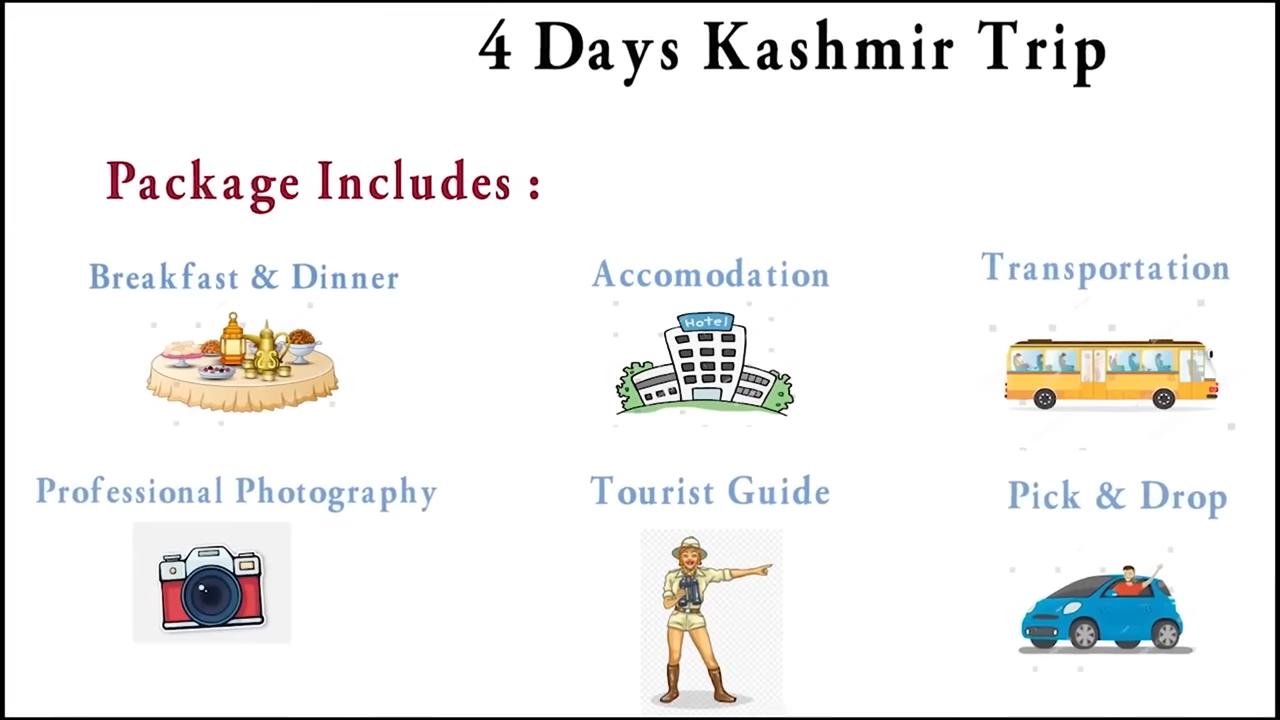 4 Days Kashmir Trip
Package Includes :
Breakfast & Dinner
Accomodation
Transportation
Hotel
Professional Photography
Tourist Guide
Pick & Drop